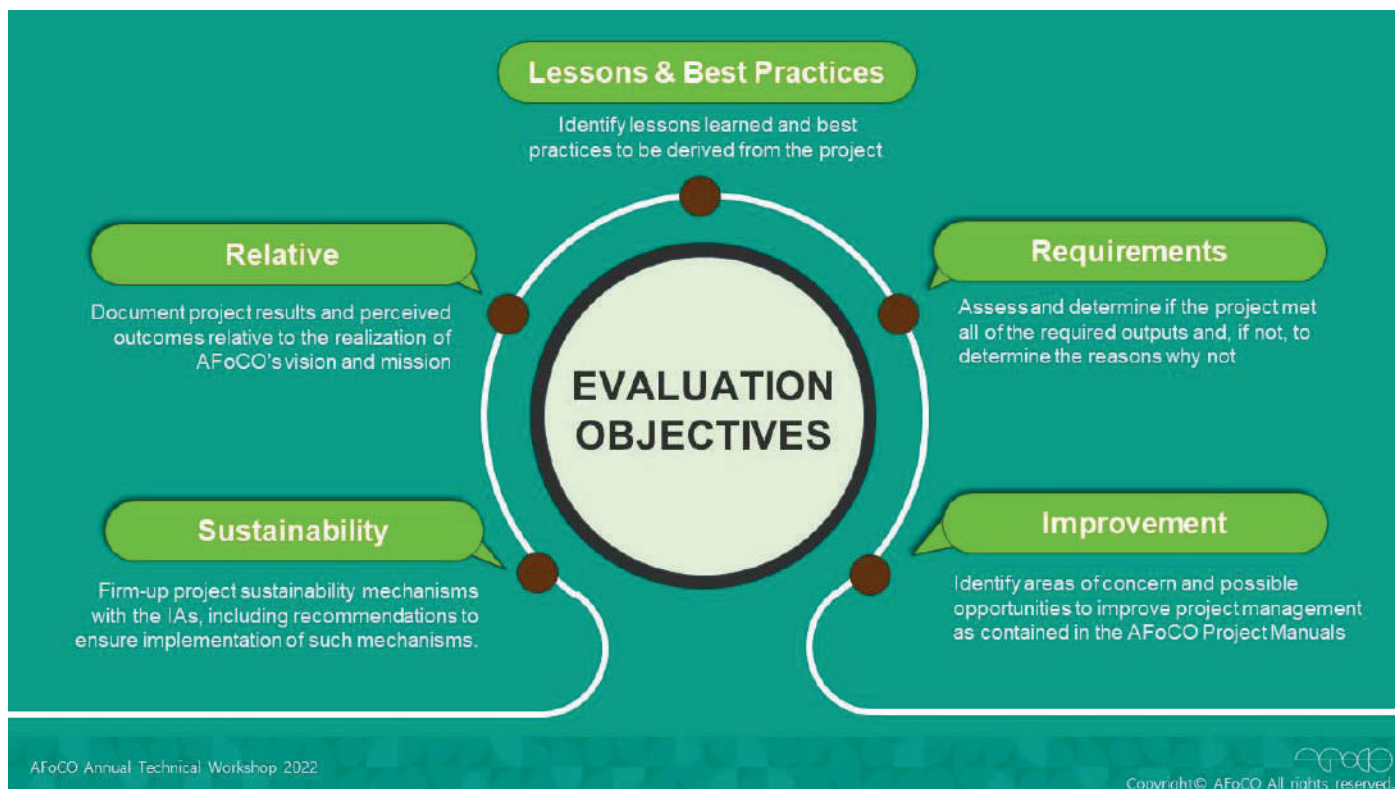 Lessons & Best Practices
Identify lessons learned and best
practices to be derived from the project
Relative
Document project results and perceived
outcomes relative to the realization of
AFoCO's vision and mission
Requirements
Assess and determine if the project met
all of the required outputs and, if not, to
determine the reasons why not
EVALUATION
OBJECTIVES
Sustainability
Firm-up project sustainability mechanisms
with the IAs, including recommendations to
ensure implementation of such mechanisms.
Improvement
Identify areas of concern and possible
opportunities to improve project management
as contained in the AFoCO Project Manuals
AFoCO Annual Technical Workshop 2022
AFoCO
Copyright© AFoCO All rights reserved